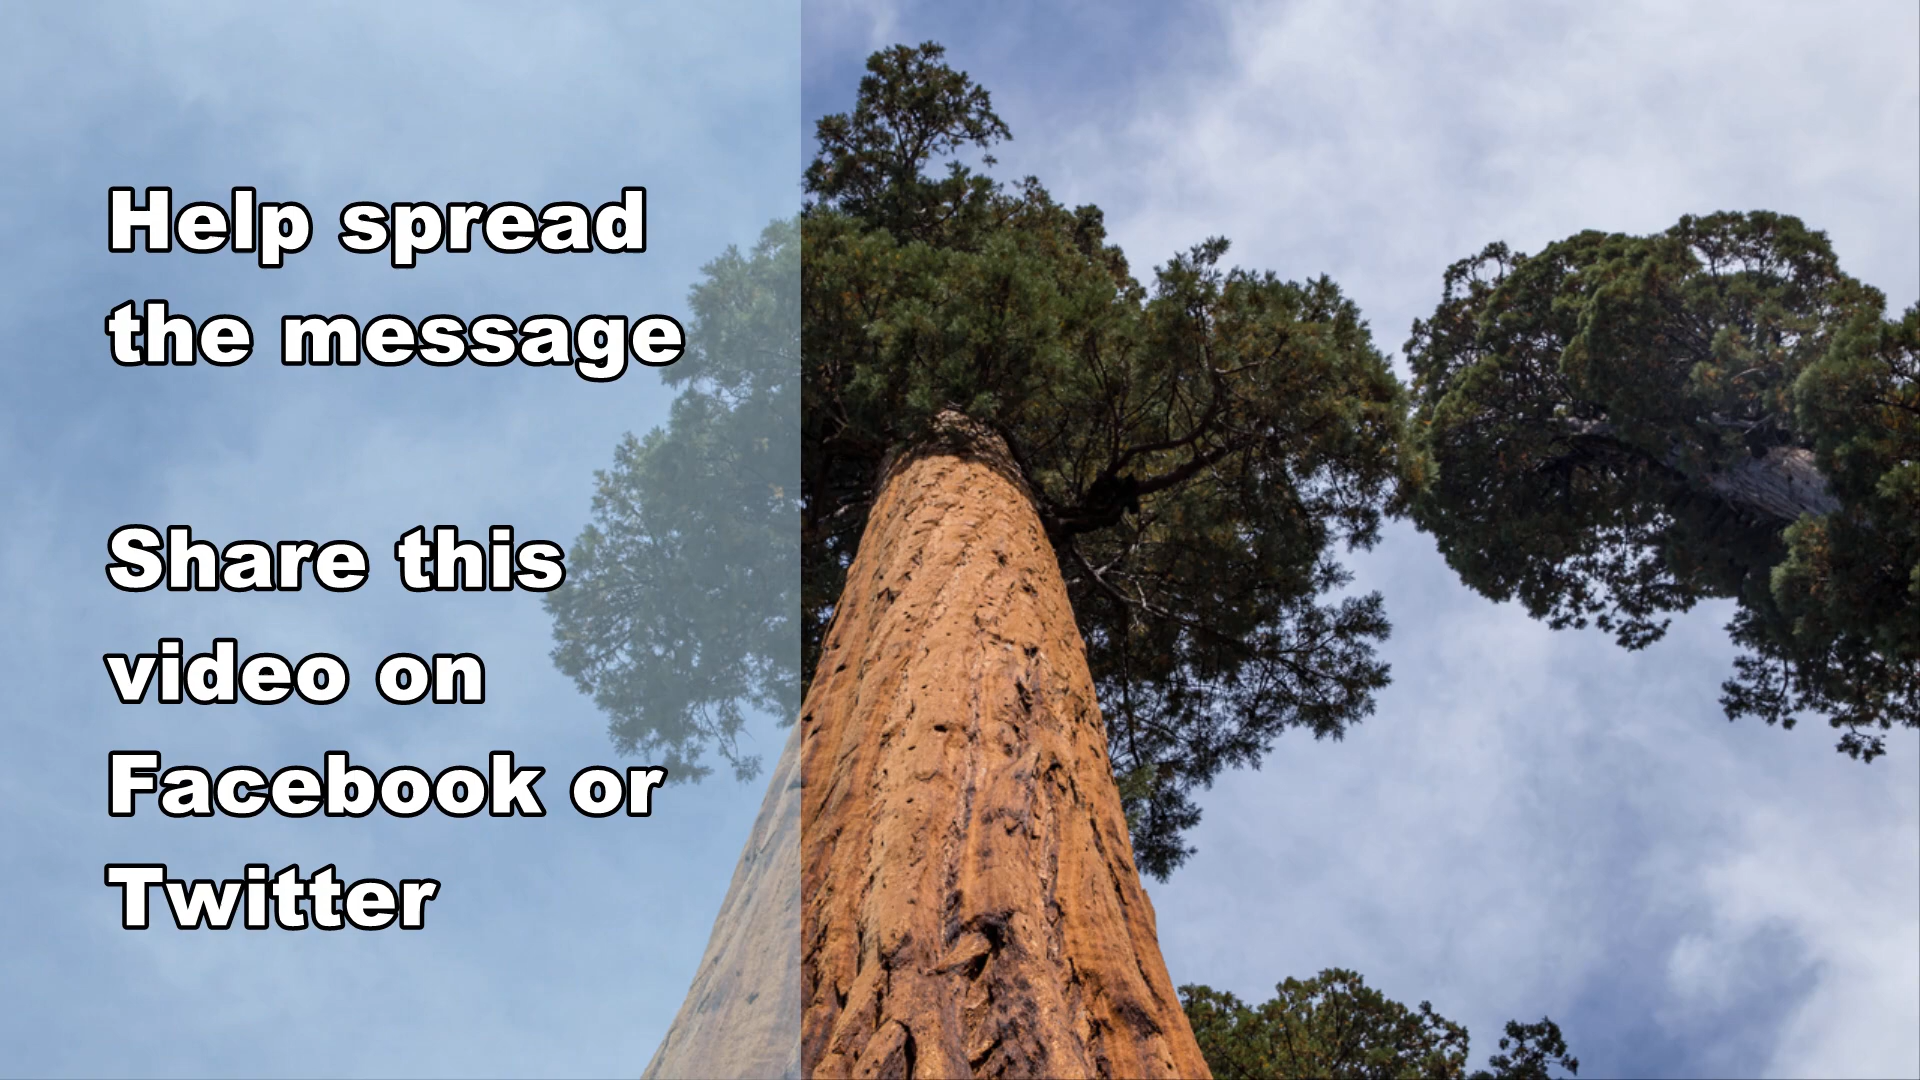 Help spread
the message
Share this
video on
Facebook or
Twitter